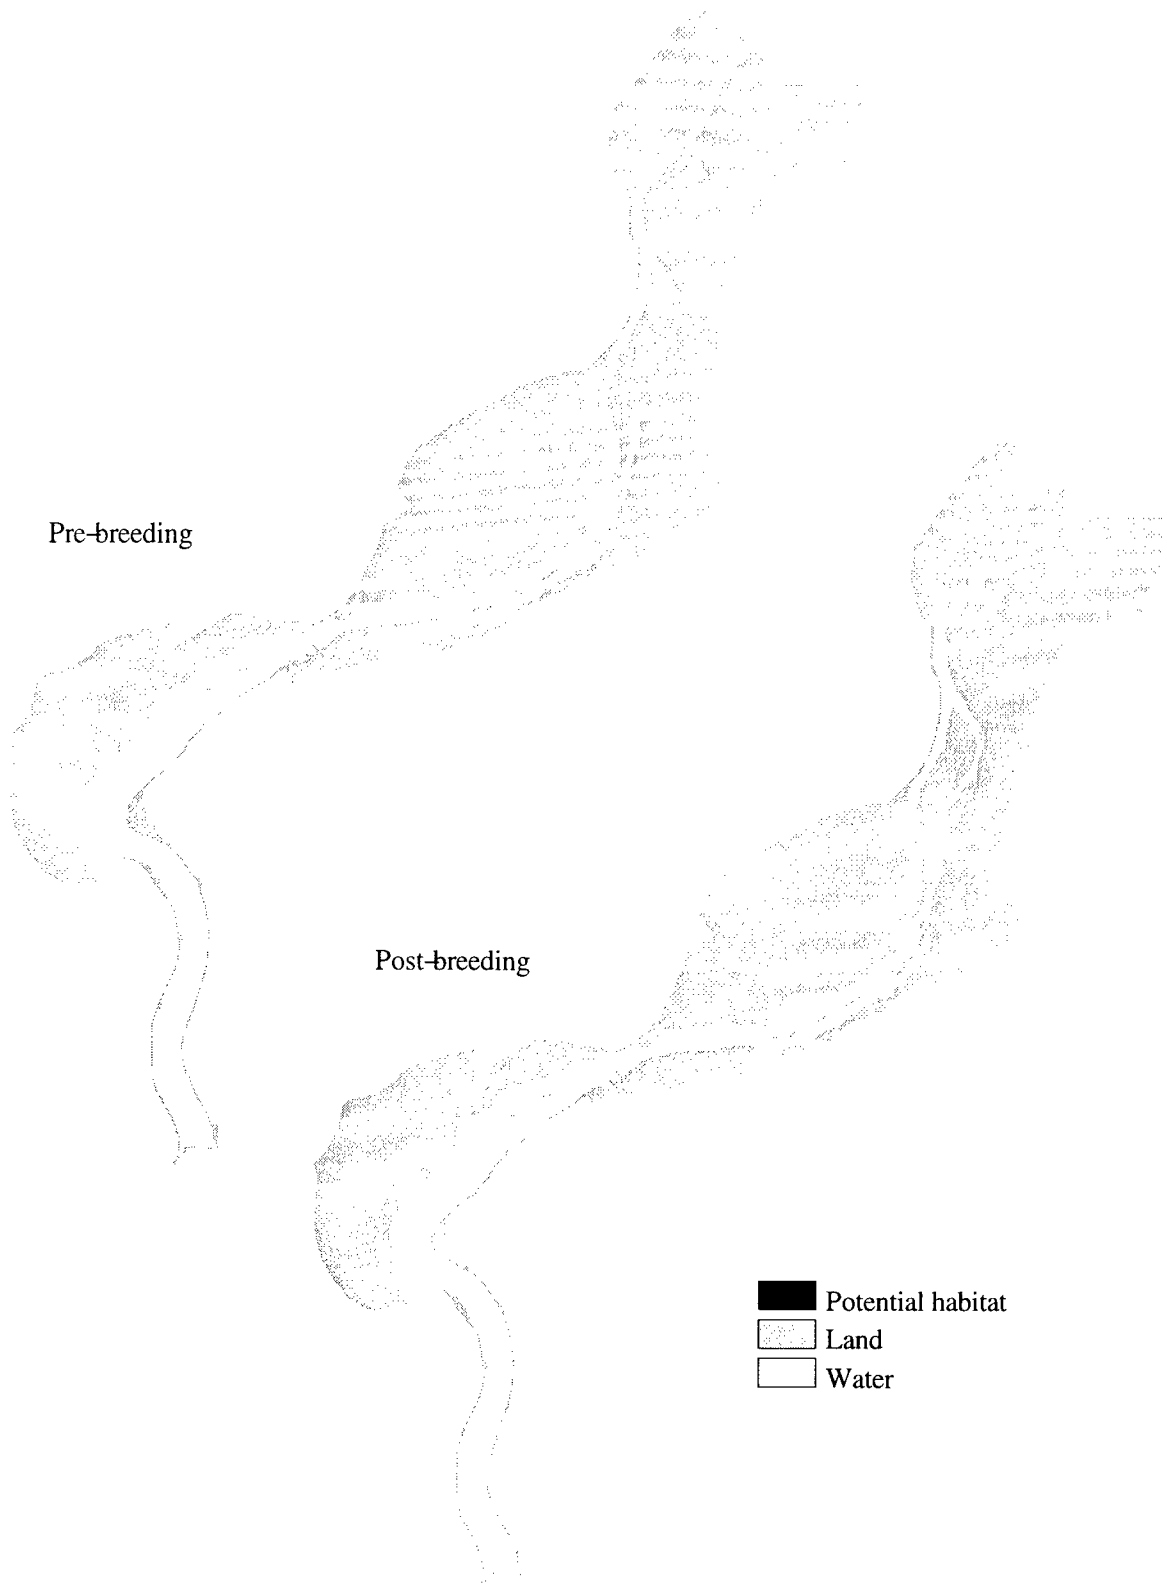 Pre-breeding
Post-breeding
Potential habitat
Land
Water